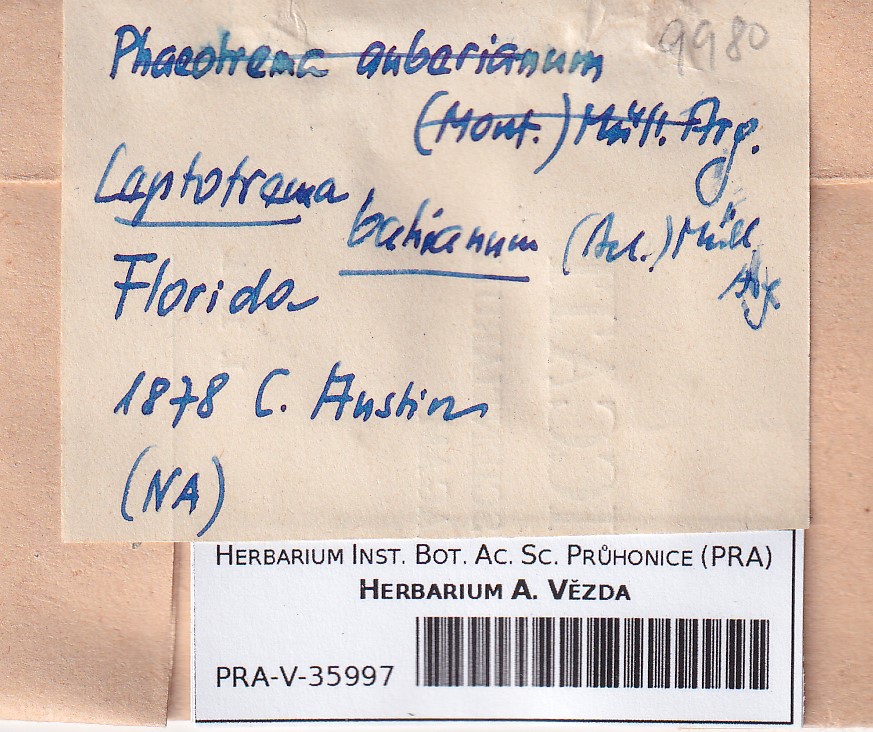 Phaeotrema aubarianum
9980
(Mont.) Müll. Arg.
Leptotrema
bahianum (Ach.) Müll.
Arg
Florida
1878 C. Austin
(NA)
HERBARIUM INST. BOT. AC. SC. PRŮHONICE (PRA)
HERBARIUM A. VĚZDA
PRA-V-35997